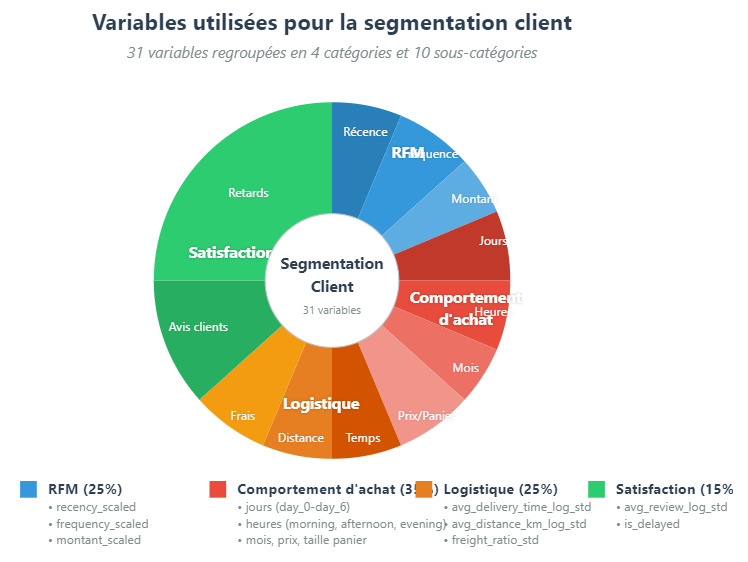 Variables utilisées pour la segmentation client
31 variables regroupées en 4 catégories et 10 sous-catégories
Récence
RFM
Montan
Retards
Jours
Satisfaction
Segmentation
Client
31 variables
Comportement
d'achat
Heure
Avis clients
Mois
Logistique
Frais
Prix/Panie
Distance
Temps
RFM (25%)
• recency_scaled
• frequency_scaled
• montant_scaled
Comportement d'achat (35%)
• jours (day_0-day_6)
• heures (morning, afternoon, evening)
• mois, prix, taille panier
Logistique (25%)
• avg_delivery_time_log_std
• avg_distance_km_log_std
• freight_ratio_std
Satisfaction (15%
• avg_review_log_std
• is_delayed